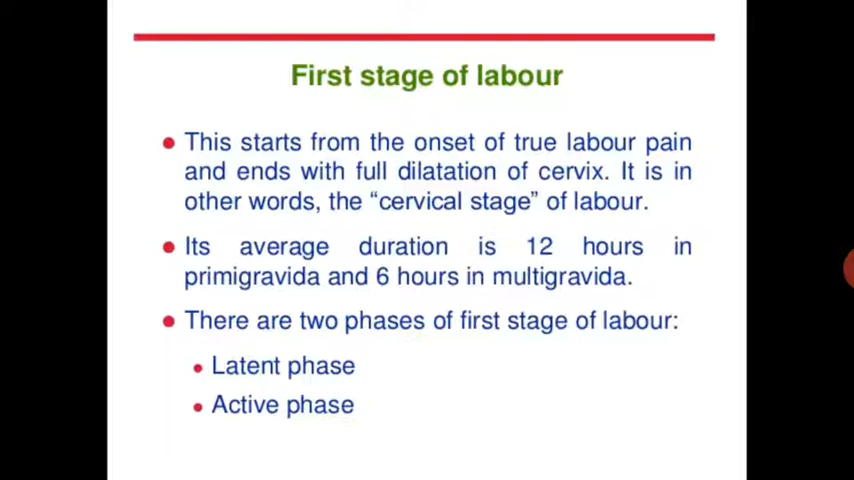 First stage of labour
• This starts from the onset of true labour pain
and ends with full dilatation of cervix. It is in
other words, the “cervical stage” of labour.
• Its average duration is 12 hours in
primigravida and 6 hours in multigravida.
• There are two phases of first stage of labour:
• Latent phase
• Active phase